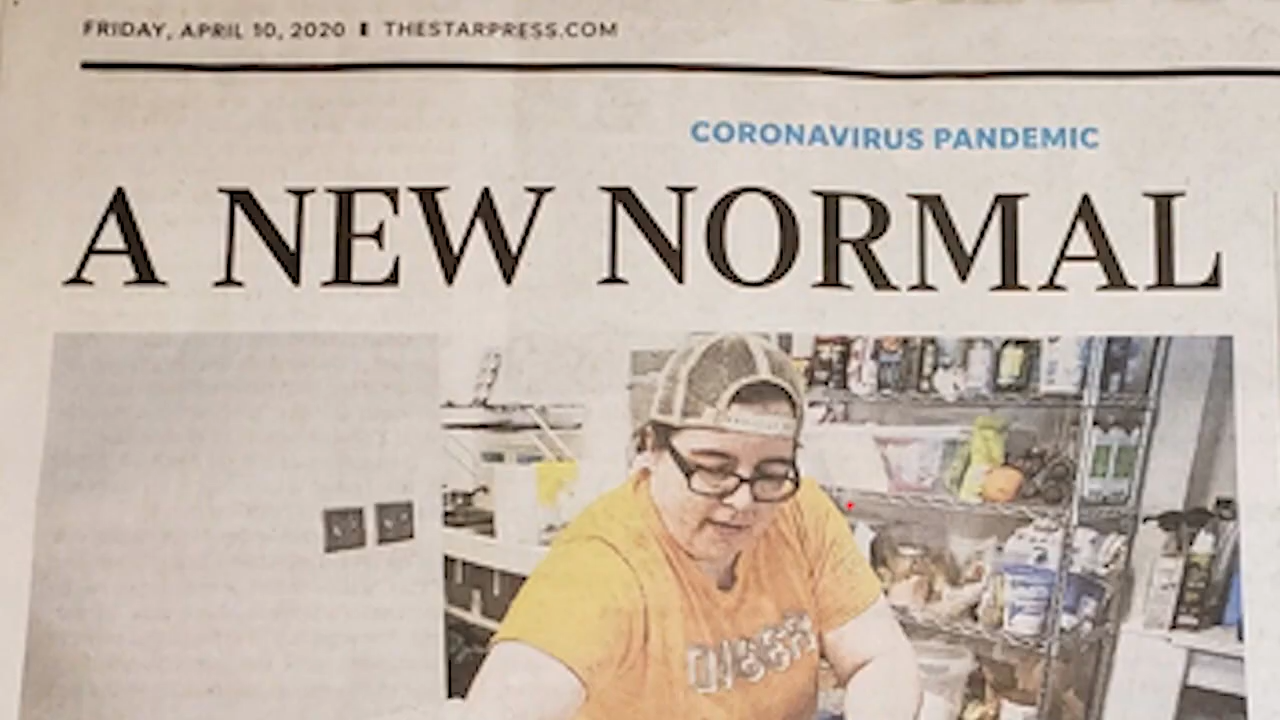 FRIDAY, APRIL 10, 2020 ▮ THESTARPRESS.COM
CORONAVIRUS PANDEMIC
A NEW NORMAL